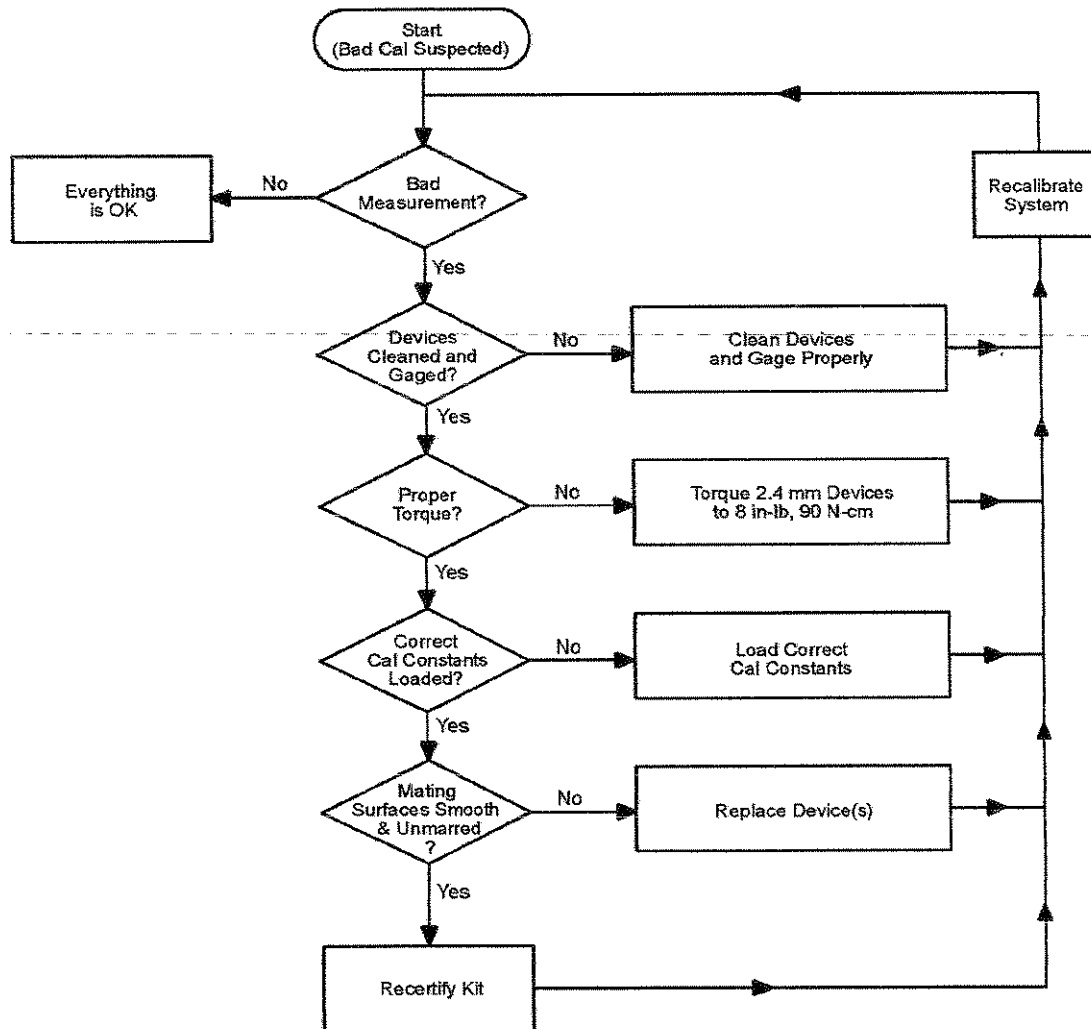 Start
(Bad Cal Suspected)
Everything
is OK
No
Bad
Measurement?
Recalibrate
System
Yes
Devices
Cleaned and
Gaged?
No
Clean Devices
and Gage Properly
Yes
Proper
Torque?
No
Torque 2.4 mm Devices
to 8 in-lb, 90 N-cm
Yes
Correct
Cal Constants
Loaded?
No
Load Correct
Cal Constants
Yes
Mating
Surfaces Smooth
& Unmarred
?
No
Replace Device(s)
Yes
Recertify Kit